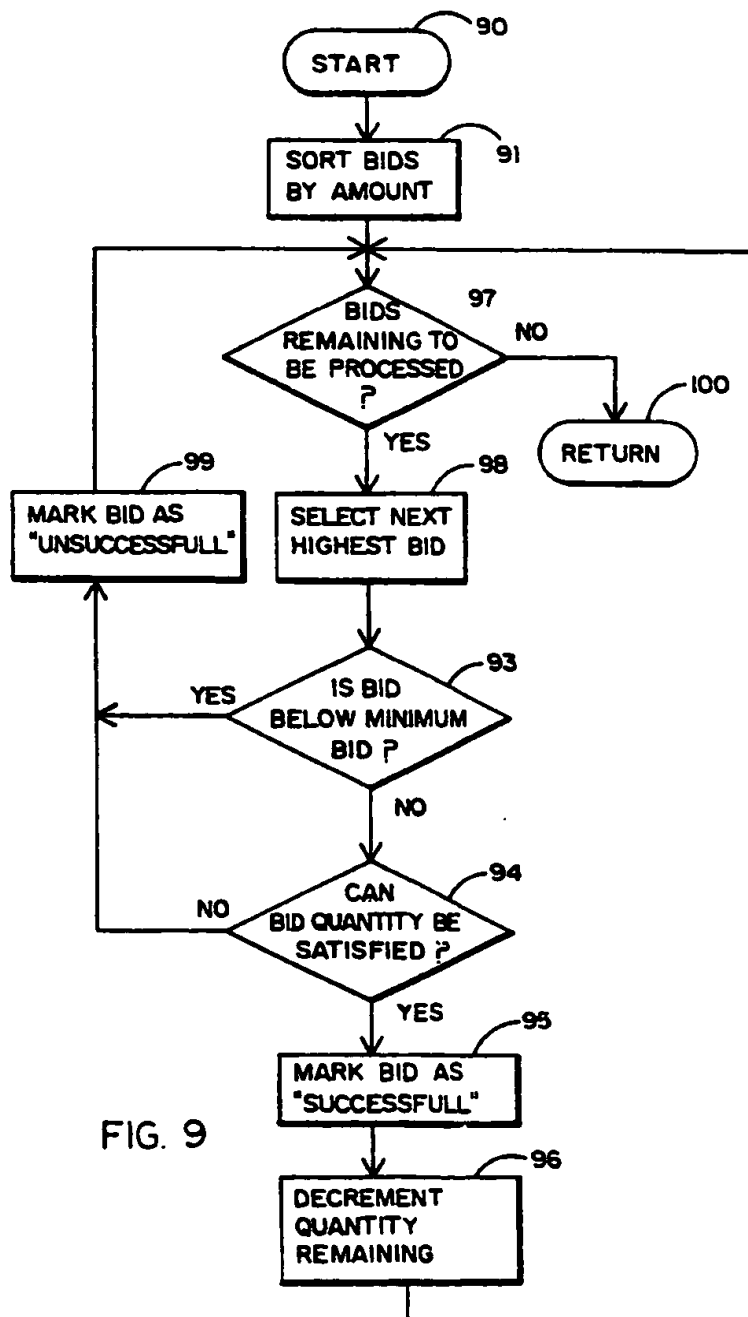 90
START
91
SORT BIDS
BY AMOUNT
97
BIDS
REMAINING TO
BE PROCESSED
?
NO
100
RETURN
YES
99
MARK BID AS
"UNSUCCESSFULL"
98
SELECT NEXT
HIGHEST BID
93
YES
IS BID
BELOW MINIMUM
BID ?
NO
94
NO
CAN
BID QUANTITY BE
SATISFIED ?
YES
95
MARK BID AS
"SUCCESSFULL"
FIG. 9
96
DECREMENT
QUANTITY
REMAINING